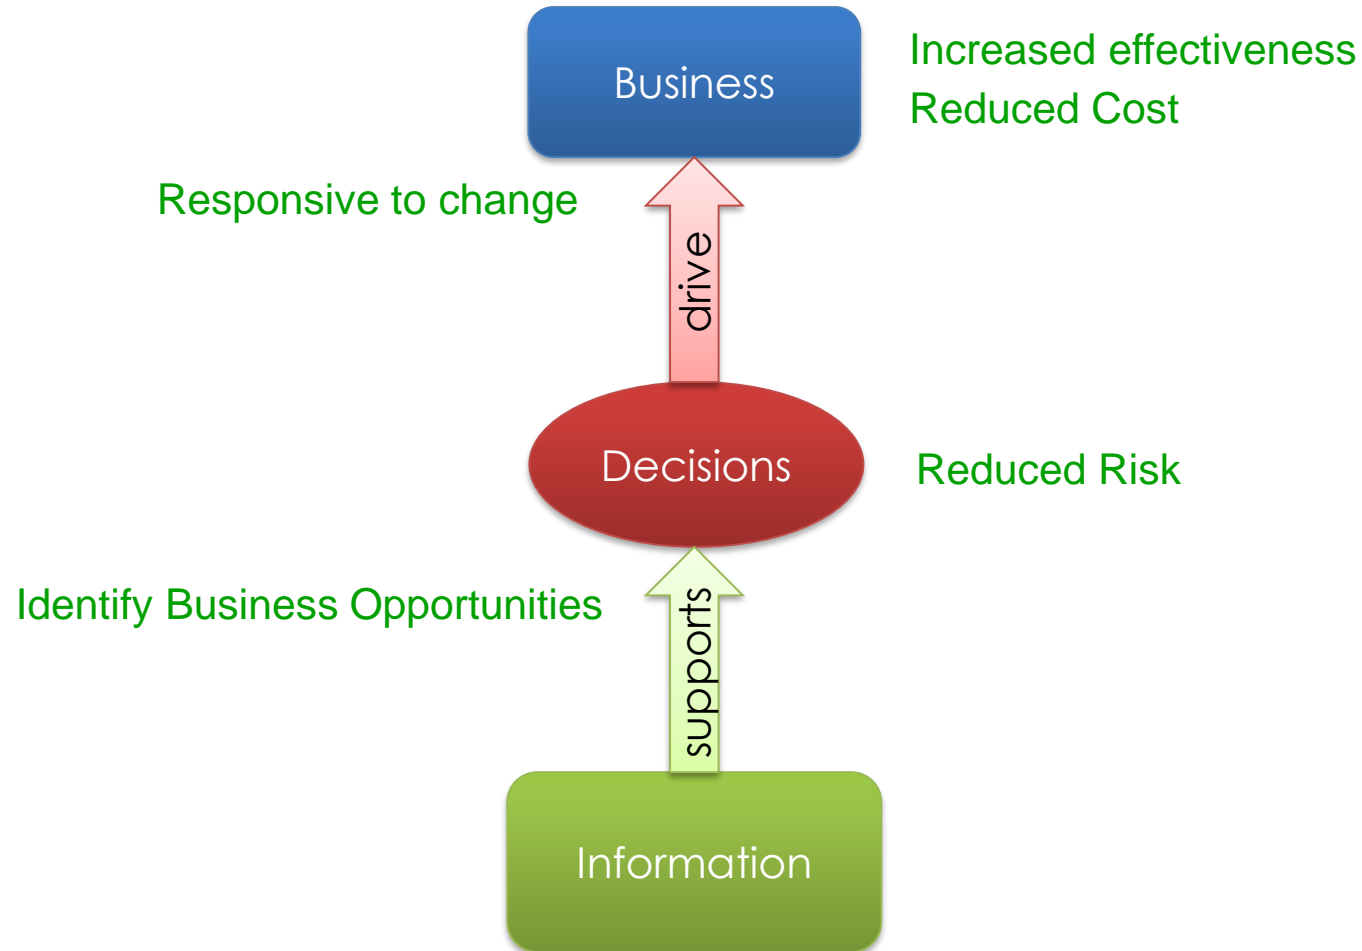 Business
Increased effectiveness
Reduced Cost
Responsive to change
drive
Decisions
Reduced Risk
Identify Business Opportunities
supports
Information